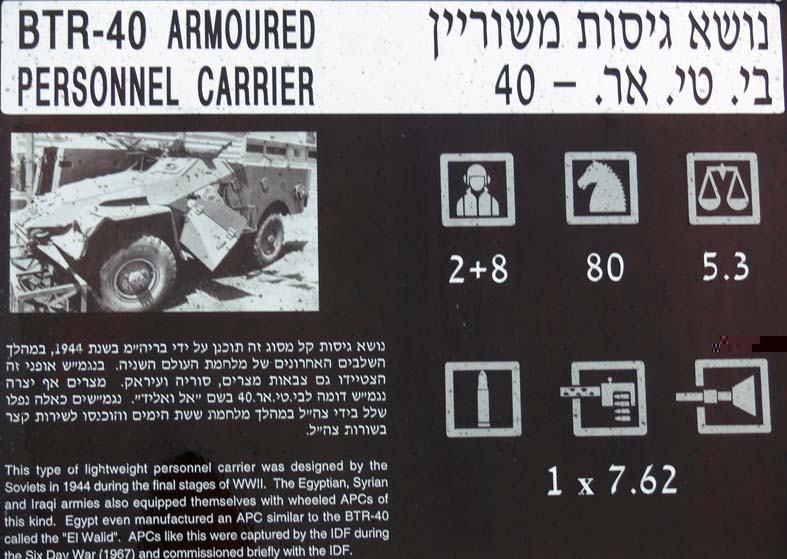 BTR-40 ARMOURED
PERSONNEL CARRIER
נושא גיסות משוריין
בי. טי. אר. – 40
2+8
80
5.3
1 x 7.62
נושא גיסות קל מסוג זה תוכנן על ידי בריה״מ בשנת 1944, במהלך
השלבים האחרונים של מלחמת העולם השניה. בנגמ״ש אופני זה
הצטיידו גם צבאות מצרים, סוריה ועיראק. מצרים אף יצרה
נגמ״ש דומה לבי.טי.אר.40 בשם ״אל ואליד״. נגמ״שים כאלה נפלו
שלל בידי צה״ל במהלך מלחמת ששת הימים והוכנסו לשירות קצר
בשורות צה״ל.
This type of lightweight personnel carrier was designed by the
Soviets in 1944 during the final stages of WWII. The Egyptian, Syrian
and Iraqi armies also equipped themselves with wheeled APCs of
this kind. Egypt even manufactured an APC similar to the BTR-40
called the "El Walid". APCs like this were captured by the IDF during
the Six Day War (1967) and commissioned briefly with the IDF.